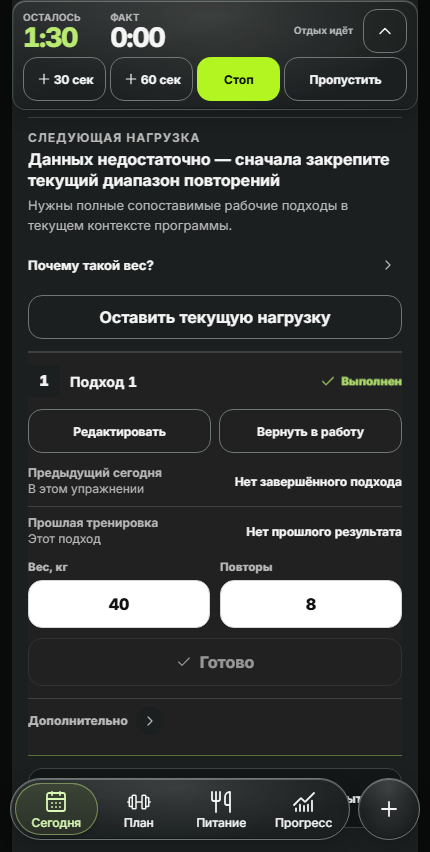 ОСТАЛОСЬ ФАКТ
1:30 0:00 Отдых идёт
+ 30 сек + 60 сек Стоп Пропустить
СЛЕДУЮЩАЯ НАГРУЗКА
Данных недостаточно — сначала закрепите
текущий диапазон повторений
Нужны полные сопоставимые рабочие подходы в
текущем контексте программы.
Почему такой вес?
Оставить текущую нагрузку
1 Подход 1 Выполнен
Редактировать Вернуть в работу
Предыдущий сегодня
В этом упражнении Нет завершённого подхода
Прошлая тренировка
Этот подход Нет прошлого результата
Вес, кг Повторы
40 8
Готово
Дополнительно
Сегодня План Питание Прогресс